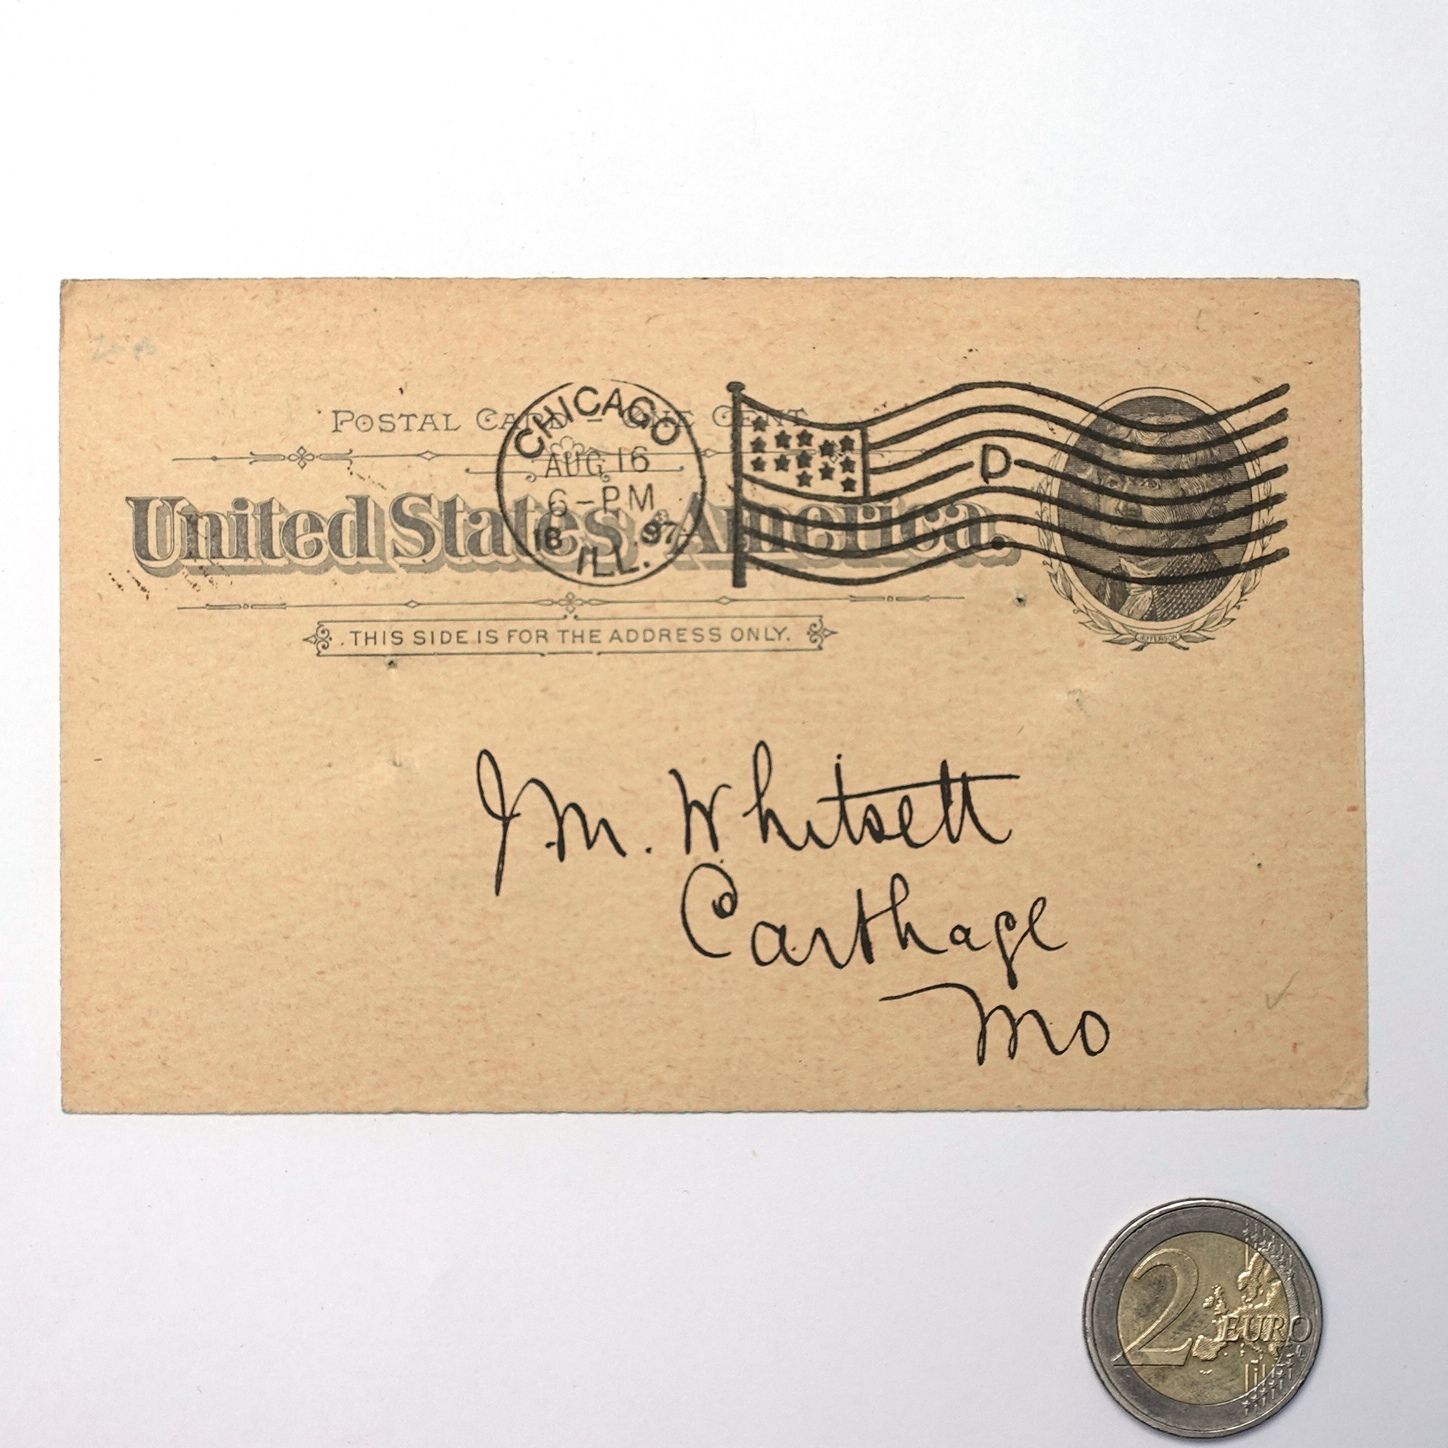 POSTAL CARD – ONE CENT
United States, America.
THIS SIDE IS FOR THE ADDRESS ONLY.
CHICAGO
AUG 16
6-PM
18 97
ILL.
D
JEFFERSON
J M. Whitsett
Carthage
Mo
2 EURO